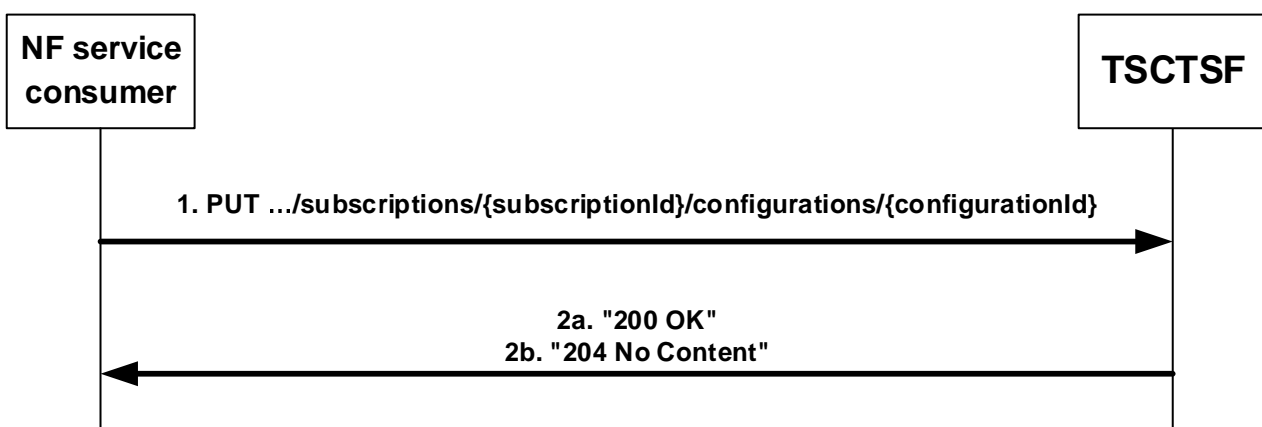 NF service
consumer
TSCTSF
1. PUT .../subscriptions/{subscriptionId}/configurations/{configurationId}
2a. "200 OK"
2b. "204 No Content"